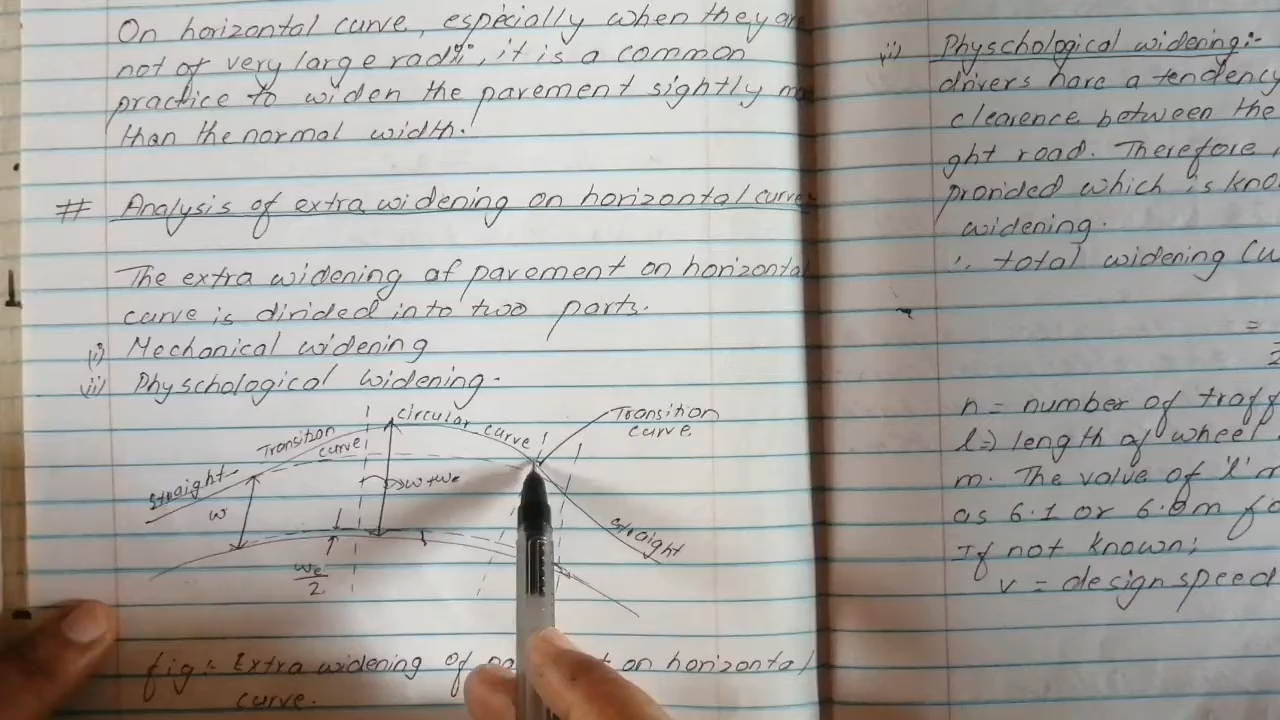 On horizontal curve, especially when they are
not of very large radii, it is a common
practice to widen the pavement sightly
than the normal width.
# Analysis of extra widening on horizontal curve
The extra widening of pavement on horizontal
curve is divided into two parts.
(i) Mechanical widening
(ii) Physchological widening.
Circular curve
Transition
curve
Transition
curve
Straight
w
w+we
we/2
Straight
fig:- Extra widening of on horizontal
curve.
ii) Physchological widening:-
drivers have a tendency
clearence between the
ght road. Therefore
provided which is
widening.
∴ total widening
=
n = number of
l = length of wheel
m. The value of 'l'
as 6.1 or 6.0m
If not known;
v = design speed